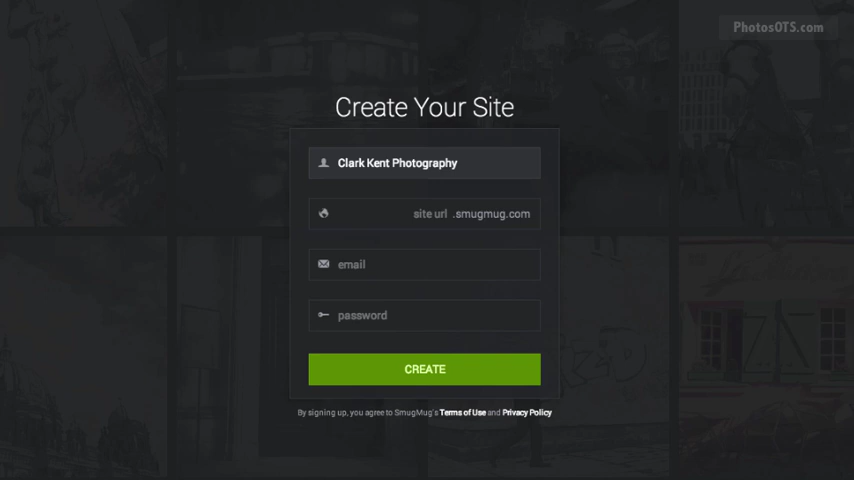 PhotosOTS.com
Create Your Site
Clark Kent Photography
site url .smugmug.com
email
password
CREATE
By signing up, you agree to SmugMug's Terms of Use and Privacy Policy